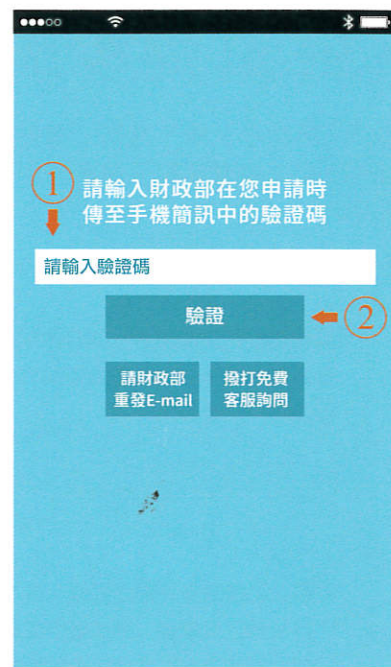 ①
請輸入財政部在您申請時
傳至手機簡訊中的驗證碼
請輸入驗證碼
驗證
②
請財政部
重發E-mail
撥打免費
客服詢問